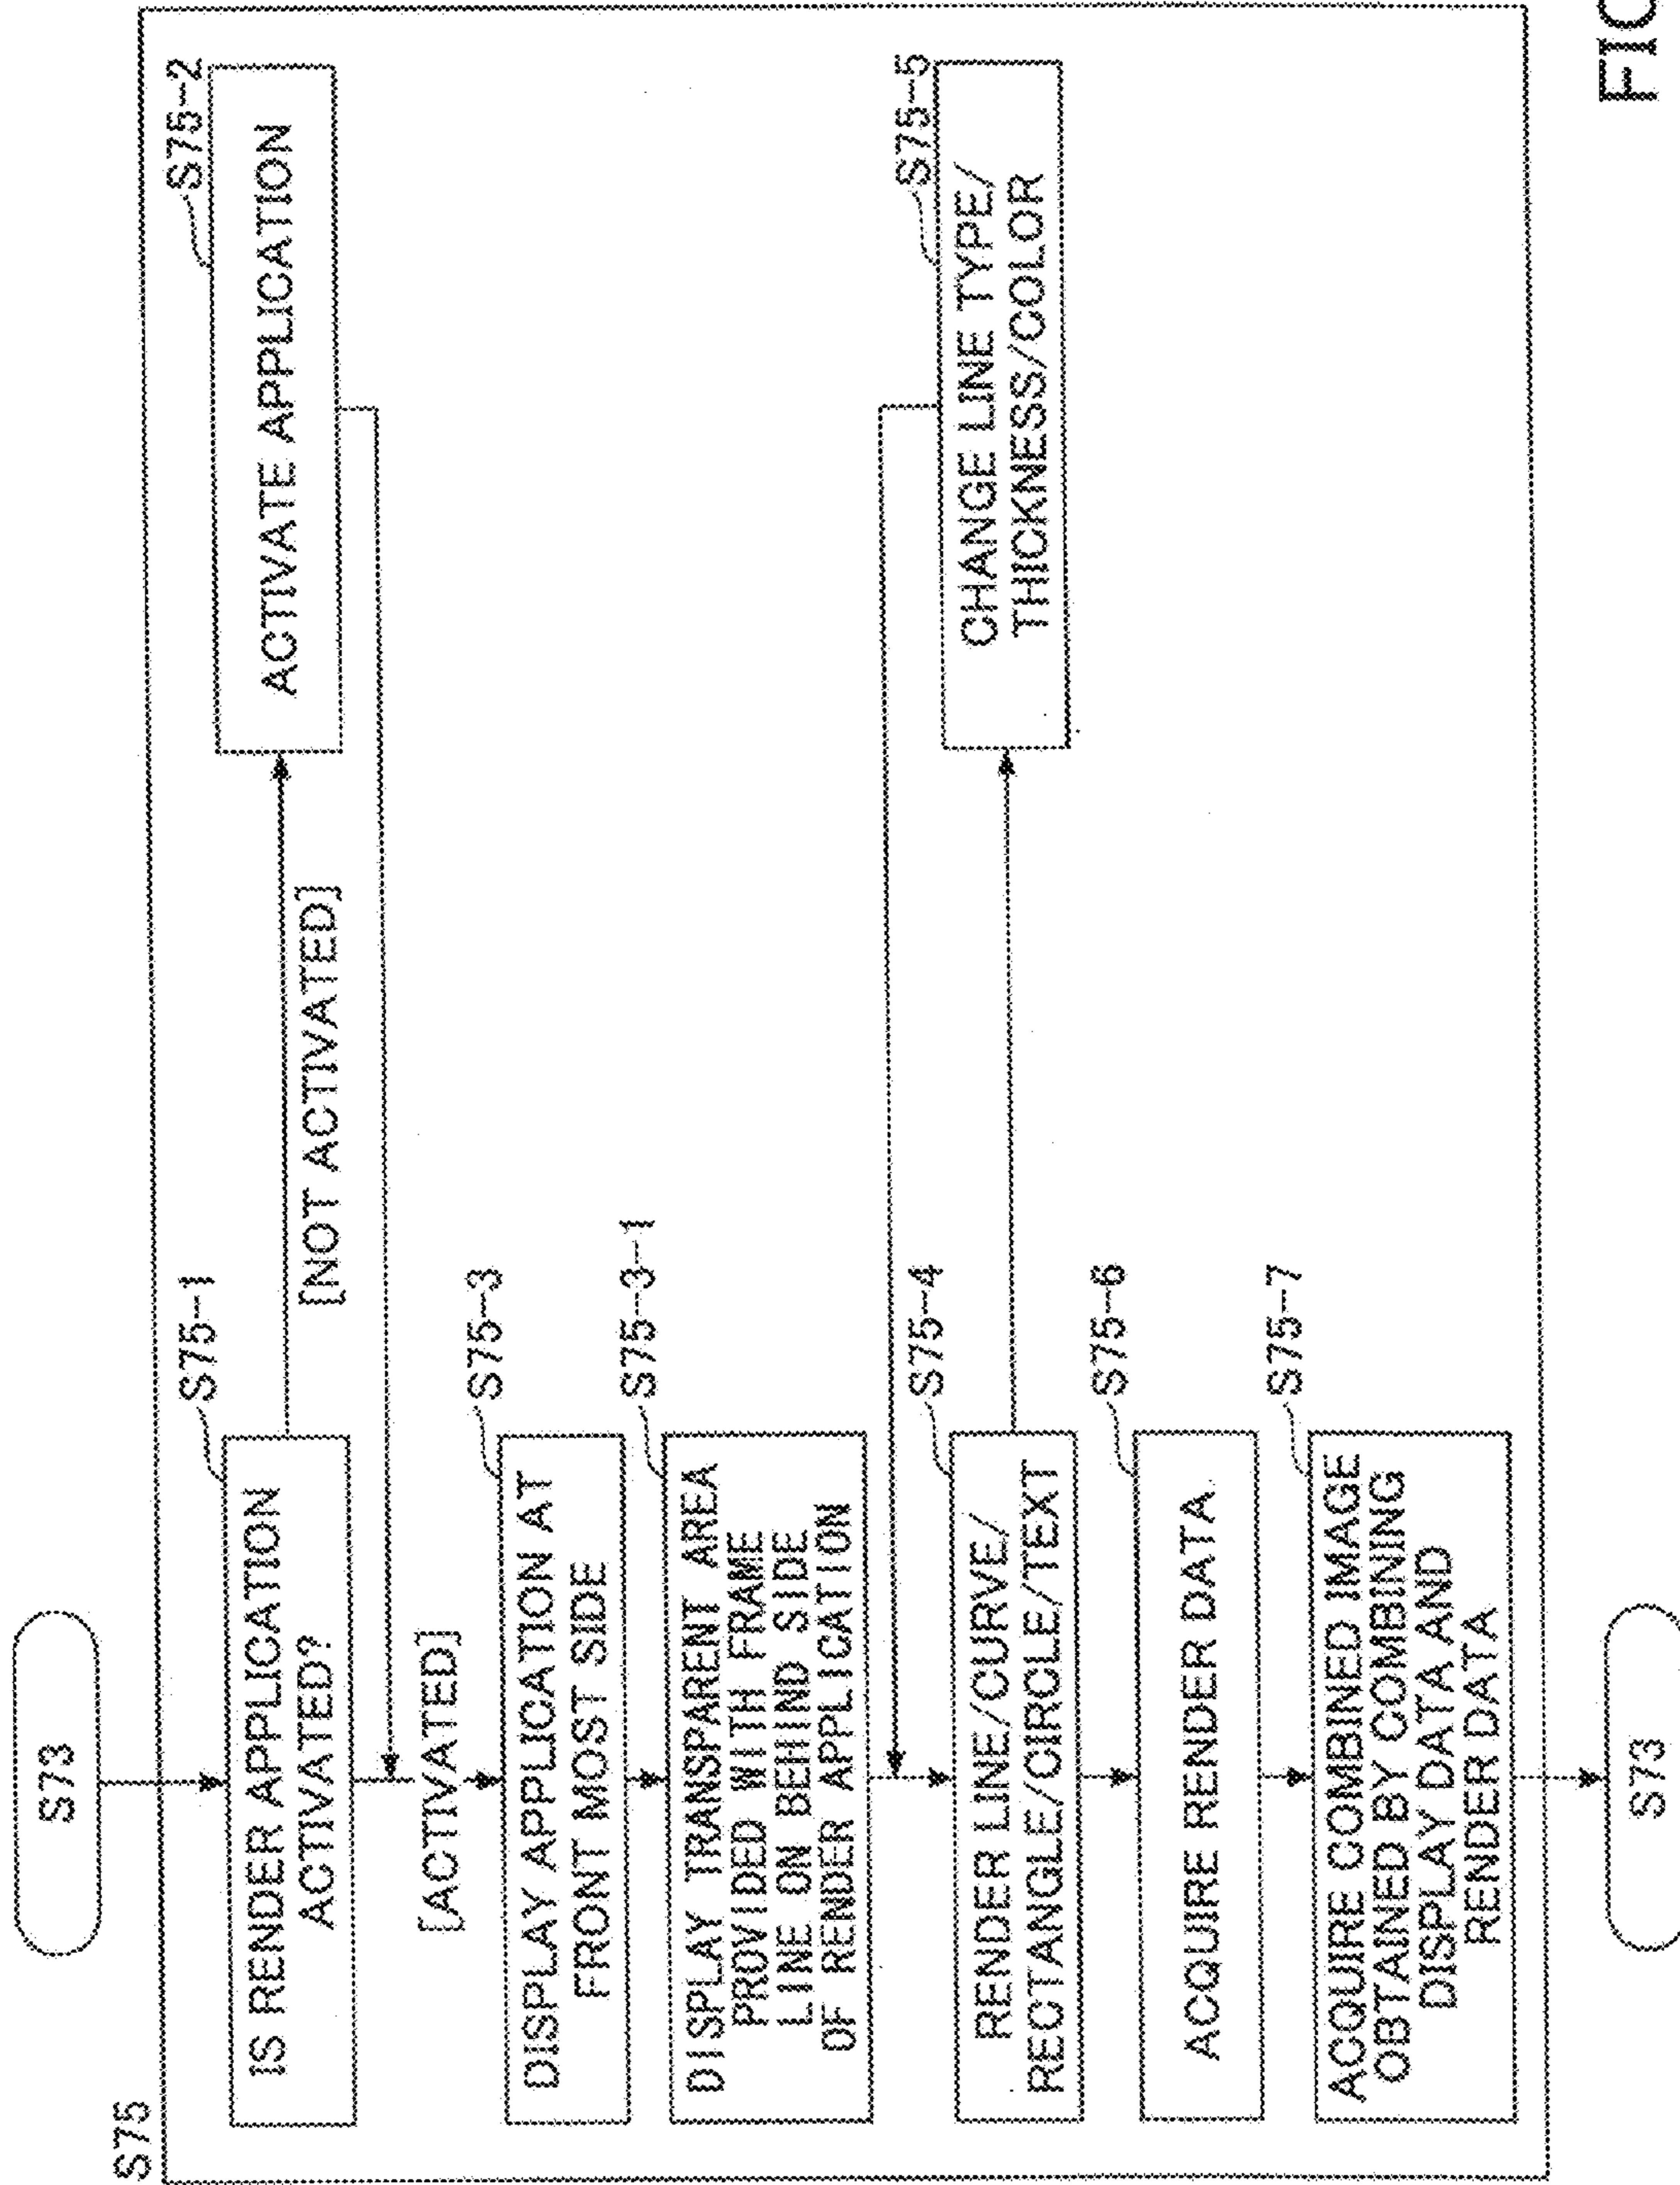 S73
S75
S75-1
IS RENDER APPLICATION
ACTIVATED?
[NOT ACTIVATED]
S75-2
ACTIVATE APPLICATION
[ACTIVATED]
S75-3
DISPLAY APPLICATION AT
FRONT MOST SIDE
S75-3-1
DISPLAY TRANSPARENT AREA
PROVIDED WITH FRAME
LINE ON BEHIND SIDE
OF RENDER APPLICATION
S75-4
RENDER LINE/CURVE/
RECTANGLE/CIRCLE/TEXT
S75-5
CHANGE LINE TYPE/
THICKNESS/COLOR
S75-6
ACQUIRE RENDER DATA
S75-7
ACQUIRE COMBINED IMAGE
OBTAINED BY COMBINING
DISPLAY DATA AND
RENDER DATA
S73